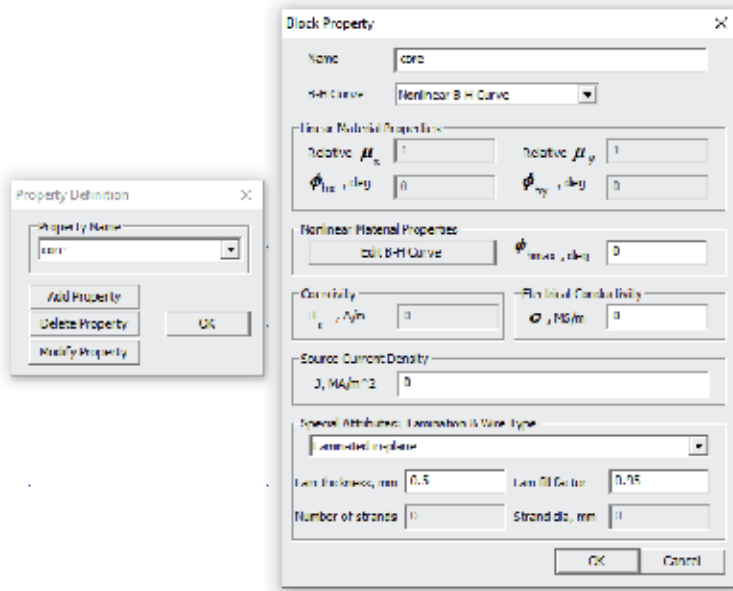 Property Definition
Property Name
core
Add Property
Delete Property
OK
Modify Property
Block Property
Name
core
B-H Curve
Nonlinear B-H Curve
Linear Material Properties
Relative μx
1
Relative μy
1
ϕhx , deg
0
ϕhy , deg
0
Nonlinear Material Properties
Edit B-H Curve
ϕhmax , deg
0
Coercivity
Hc , A/m
0
Electrical Conductivity
σ , MS/m
0
Source Current Density
J, MA/m^2
0
Special Attributes: Lamination & Wire Type
Laminated in-plane
Lam thickness, mm
0.5
Lam fill factor
0.95
Number of strands
0
Strand dia, mm
0
OK
Cancel